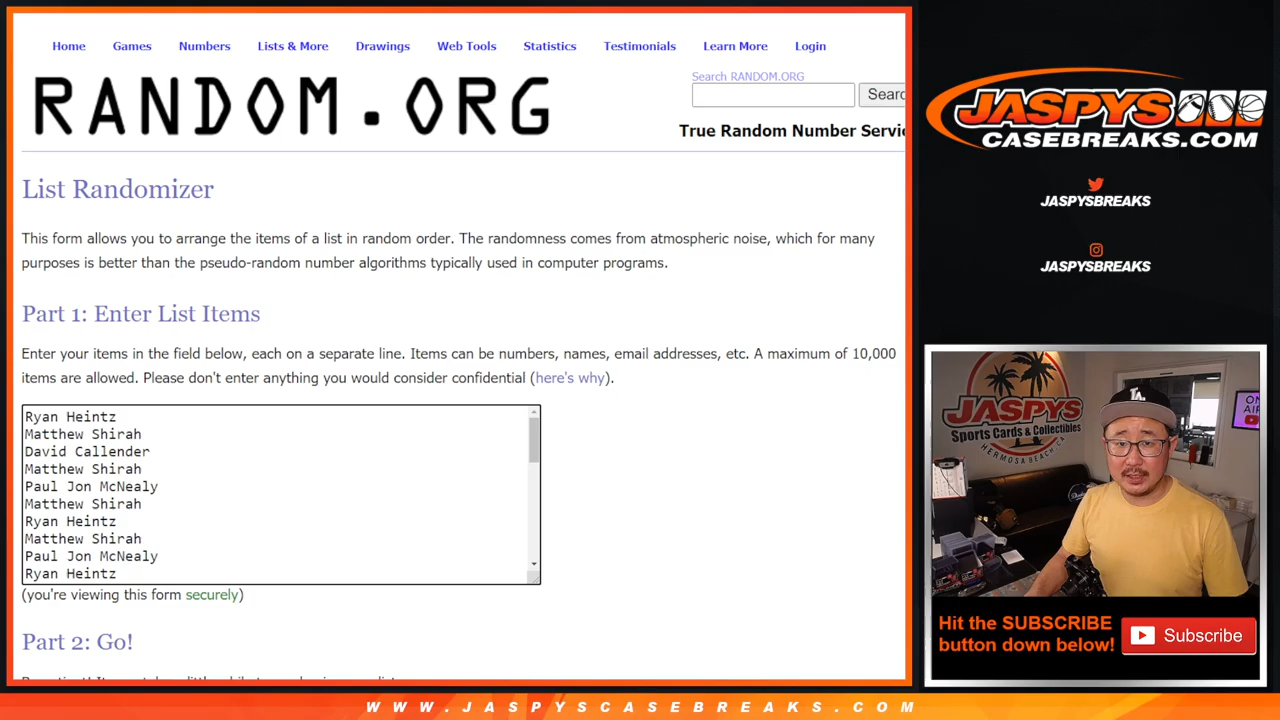 Home Games Numbers Lists & More Drawings Web Tools Statistics Testimonials Learn More Login
RANDOM.ORG
Search RANDOM.ORG
Searc
True Random Number Servic
List Randomizer
This form allows you to arrange the items of a list in random order. The randomness comes from atmospheric noise, which for many
purposes is better than the pseudo-random number algorithms typically used in computer programs.
Part 1: Enter List Items
Enter your items in the field below, each on a separate line. Items can be numbers, names, email addresses, etc. A maximum of 10,000
items are allowed. Please don't enter anything you would consider confidential (here's why).
Ryan Heintz
Matthew Shirah
David Callender
Matthew Shirah
Paul Jon McNealy
Matthew Shirah
Ryan Heintz
Matthew Shirah
Paul Jon McNealy
Ryan Heintz
(you're viewing this form securely)
Part 2: Go!
JASPYS
CASEBREAKS.COM
JASPYSBREAKS
JASPYSBREAKS
JASPYS
Sports Cards & Collectibles
HERMOSA BEACH, CA
LA
ON
AIR
Hit the SUBSCRIBE
button down below!
Subscribe
WWW.JASPYSCASEBREAKS.COM